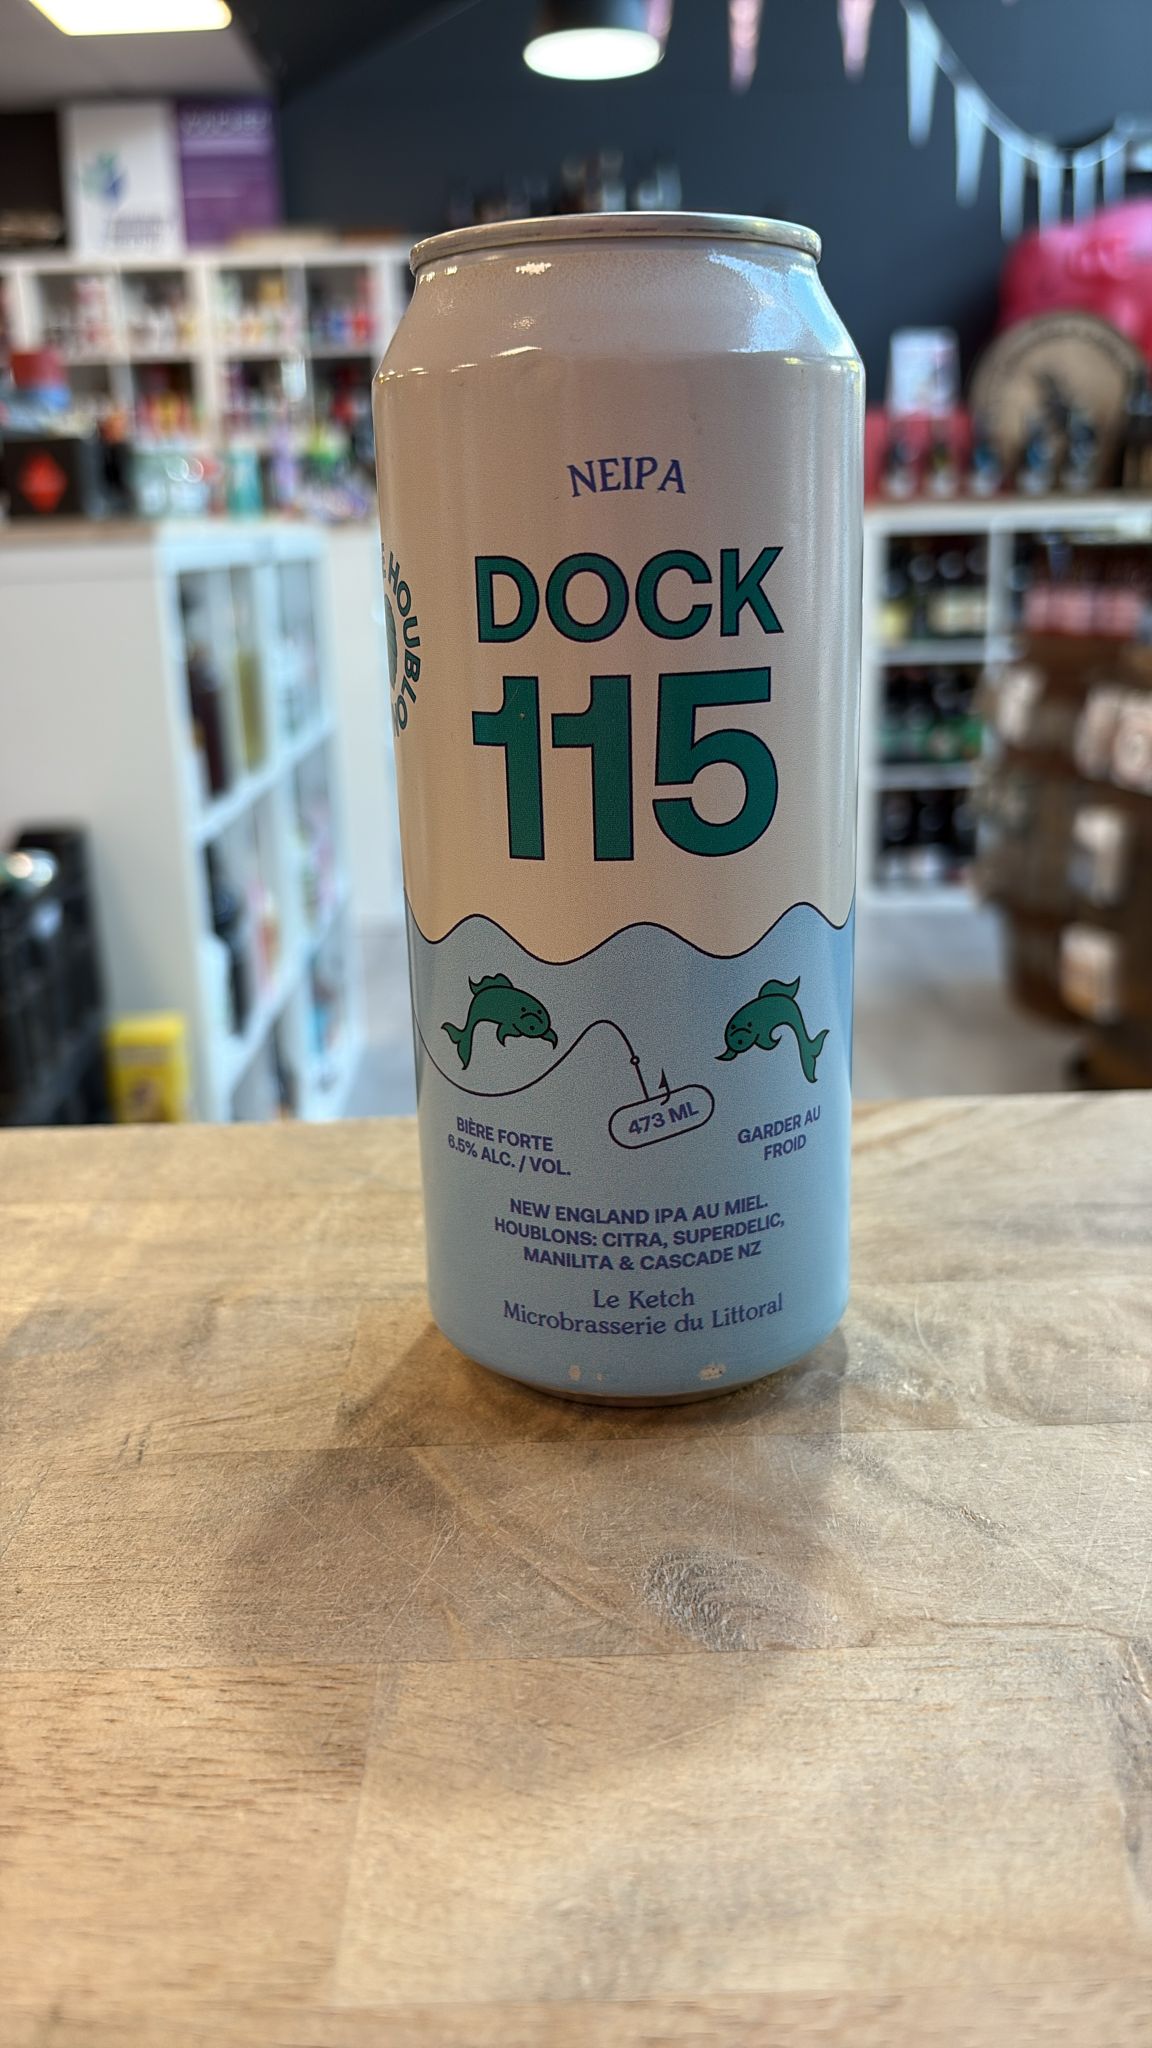 NEIPA
DOCK
115
HOUBLON
473 ML
BIÈRE FORTE
6.5% ALC. / VOL.
GARDER AU
FROID
NEW ENGLAND IPA AU MIEL.
HOUBLONS: CITRA, SUPERDELIC,
MANILITA & CASCADE NZ
Le Ketch
Microbrasserie du Littoral